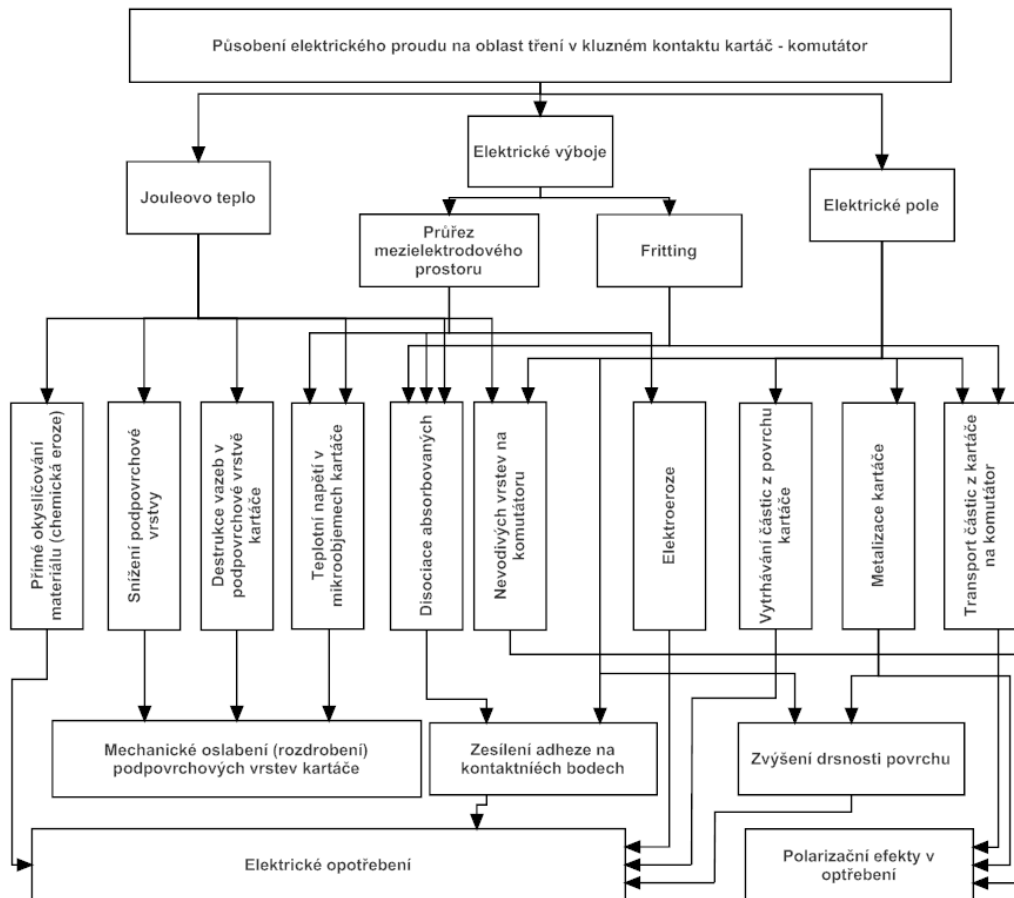 Působení elektrického proudu na oblast tření v kluzném kontaktu kartáč - komutátor
Elektrické výboje
Jouleovo teplo
Elektrické pole
Průřez
mezielektrodového
prostoru
Fritting
Přímé okysličování
materiálu (chemická eroze)
Snížení podpovrchové
vrstvy
Destrukce vazeb v
podpovrchové vrstvě
kartáče
Teplotní napětí v
mikroobjemech kartáče
Disociace absorbovaných
Nevodivých vrstev na
komutátoru
Elektroeroze
Vytrhávání částic z povrchu
kartáče
Metalizace kartáče
Transport částic z kartáče
na komutátor
Mechanické oslabení (rozdrobení)
podpovrchových vrstev kartáče
Zesílení adheze na
kontaktniéch bodech
Zvýšení drsnosti povrchu
Elektrické opotřebení
Polarizační efekty v
optřebení